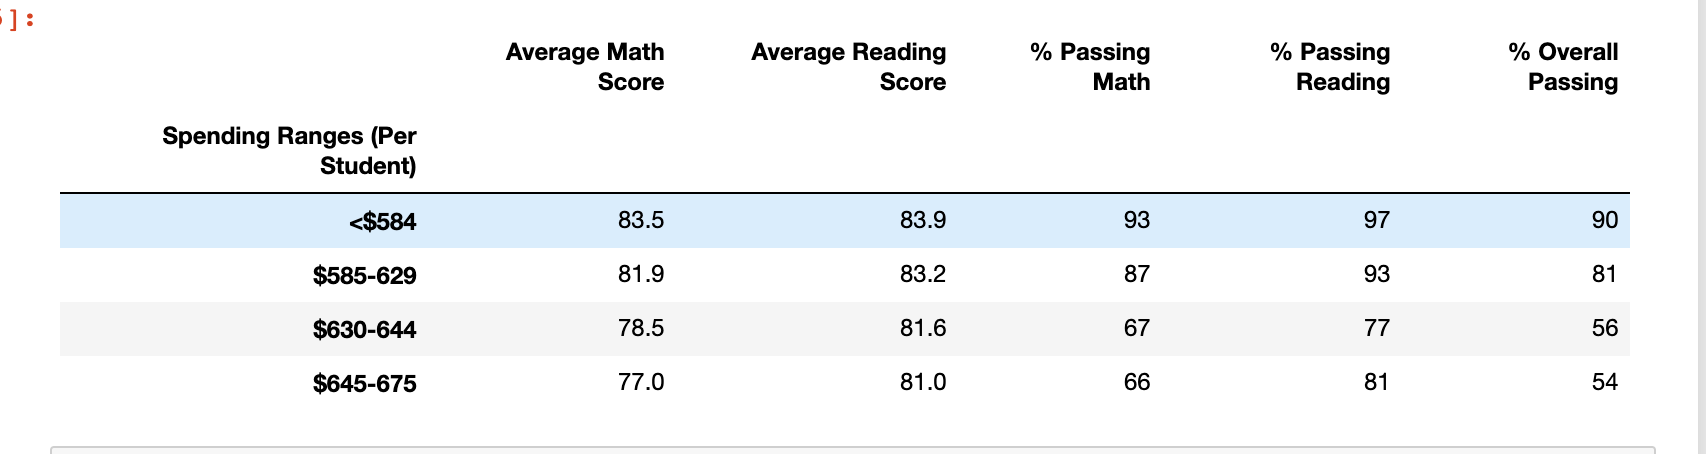 ]:
Average Math Average Reading % Passing % Passing % Overall
Score Score Math Reading Passing
Spending Ranges (Per
Student)
<$584 83.5 83.9 93 97 90
$585-629 81.9 83.2 87 93 81
$630-644 78.5 81.6 67 77 56
$645-675 77.0 81.0 66 81 54